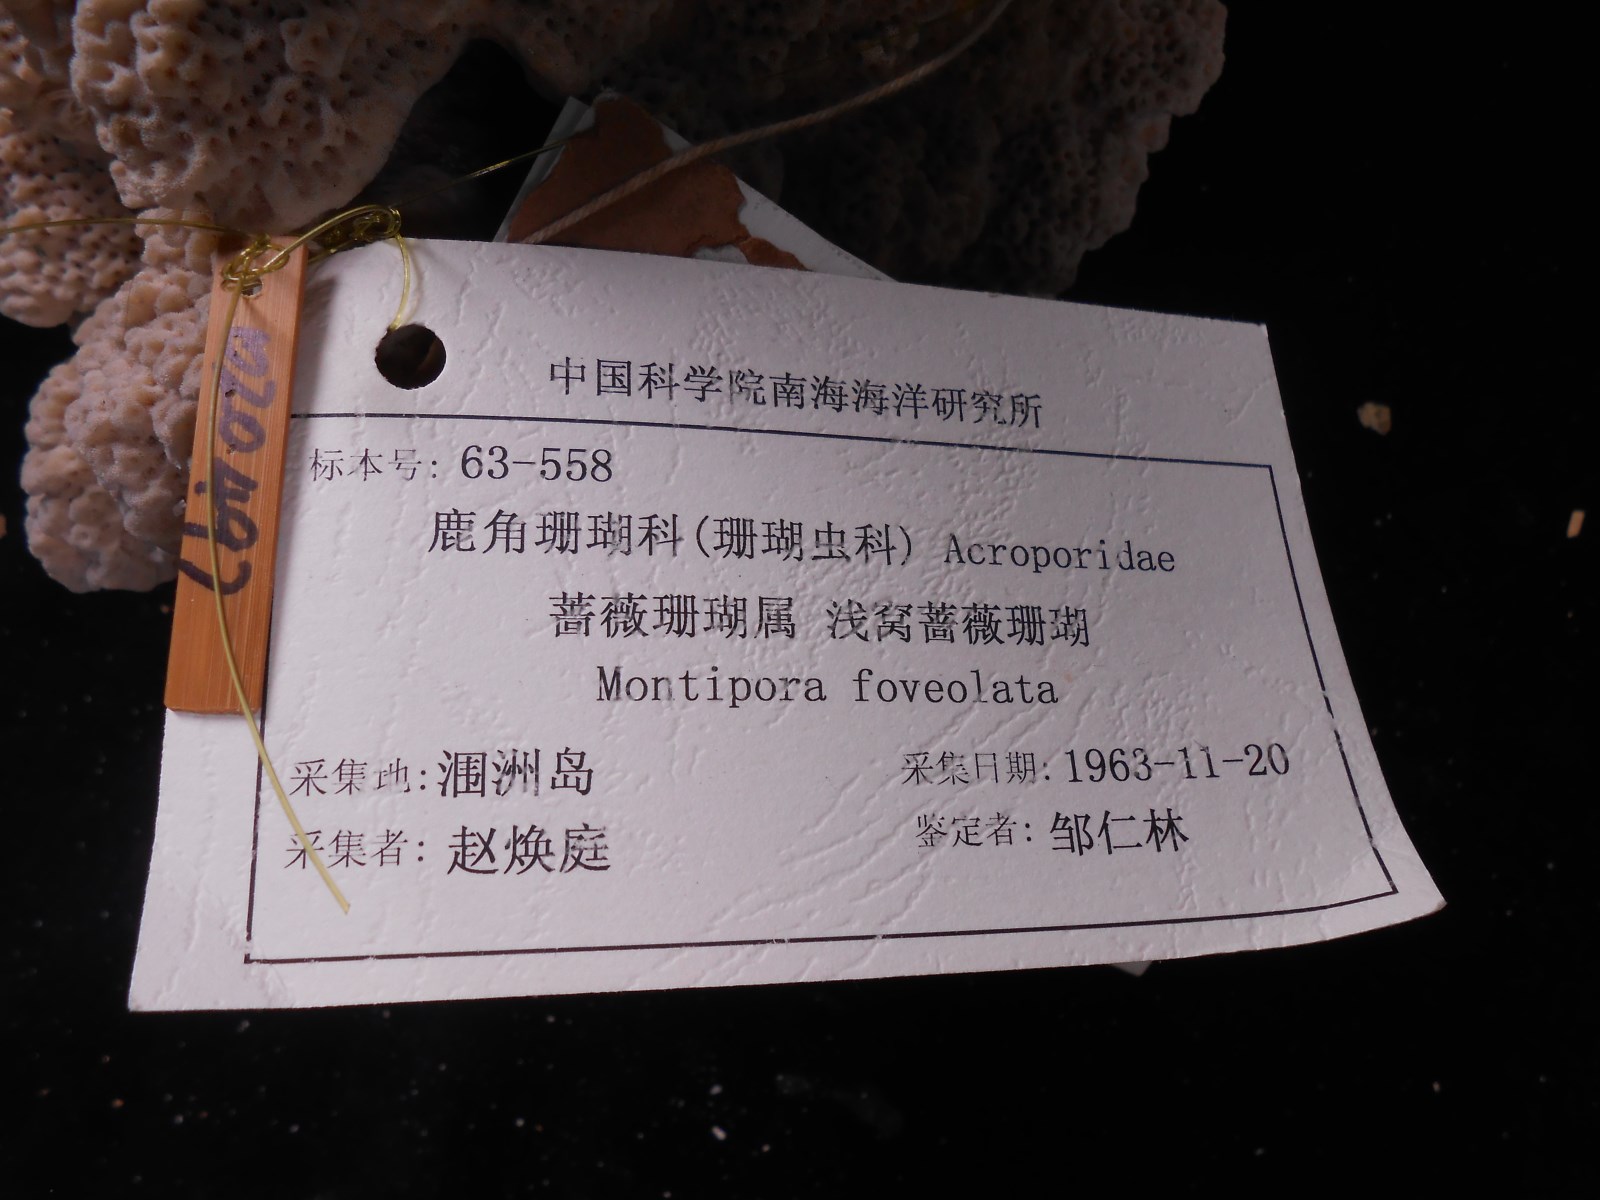 中国科学院南海海洋研究所
标本号: 63-558
鹿角珊瑚科(珊瑚虫科) Acroporidae
蔷薇珊瑚属 浅窝蔷薇珊瑚
Montipora foveolata
采集地:涠洲岛 采集日期: 1963-11-20
采集者: 赵焕庭 鉴定者: 邹仁林